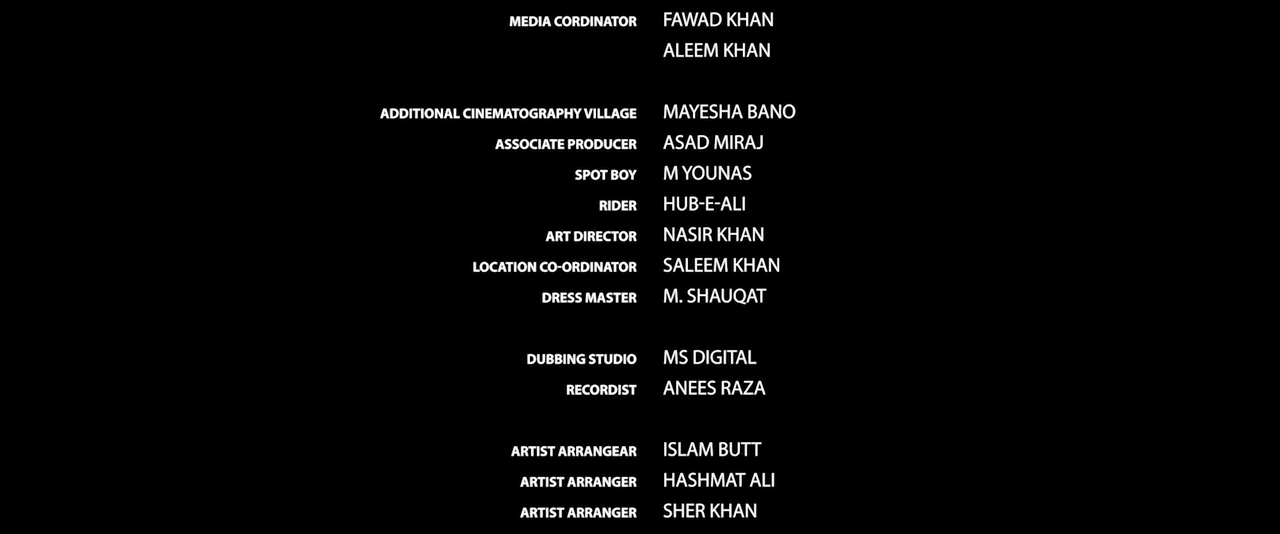 MEDIA CORDINATOR FAWAD KHAN
ALEEM KHAN
ADDITIONAL CINEMATOGRAPHY VILLAGE MAYESHA BANO
ASSOCIATE PRODUCER ASAD MIRAJ
SPOT BOY M YOUNAS
RIDER HUB-E-ALI
ART DIRECTOR NASIR KHAN
LOCATION CO-ORDINATOR SALEEM KHAN
DRESS MASTER M. SHAUQAT
DUBBING STUDIO MS DIGITAL
RECORDIST ANEES RAZA
ARTIST ARRANGEAR ISLAM BUTT
ARTIST ARRANGER HASHMAT ALI
ARTIST ARRANGER SHER KHAN